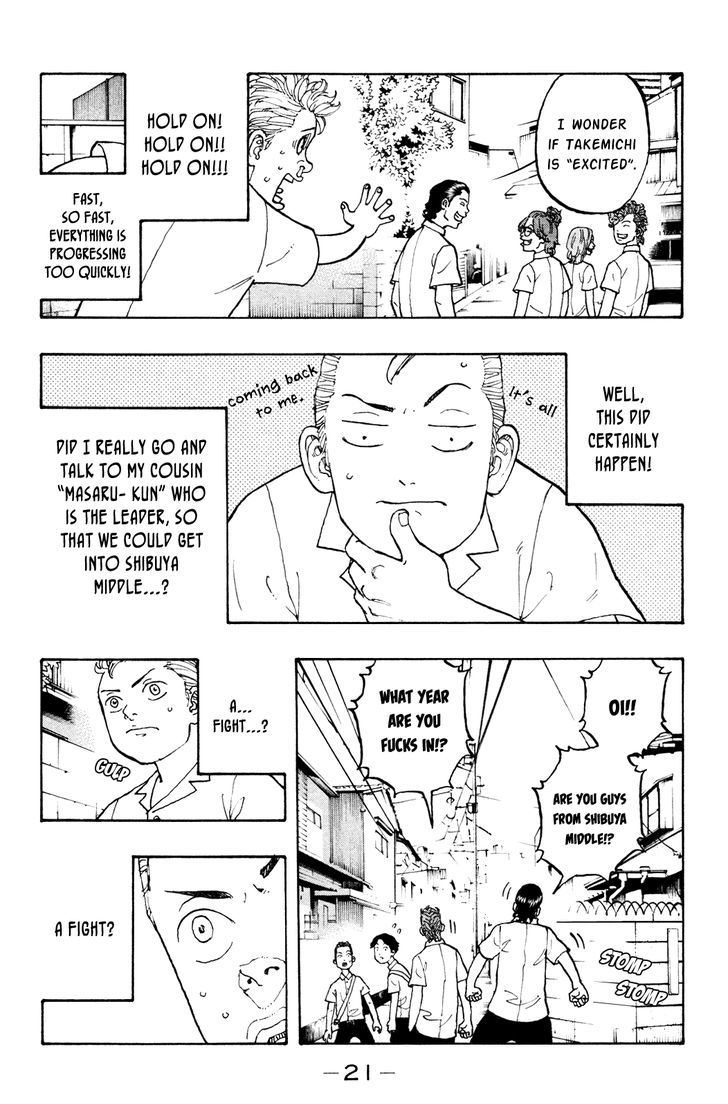 I WONDER
IF TAKEMICHI
IS "EXCITED".
HOLD ON!
HOLD ON!!
HOLD ON!!!
FAST,
SO FAST,
EVERYTHING IS
PROGRESSING
TOO QUICKLY!
WELL,
THIS DID
CERTAINLY
HAPPEN!
It's all
coming back
to me.
DID I REALLY GO AND
TALK TO MY COUSIN
"MASARU- KUN" WHO
IS THE LEADER, SO
THAT WE COULD GET
INTO SHIBUYA
MIDDLE...?
A...
FIGHT...?
GULP
A FIGHT?
OI!!
ARE YOU GUYS
FROM SHIBUYA
MIDDLE!?
WHAT YEAR
ARE YOU
FUCKS IN!?
STOMP
STOMP
—21—